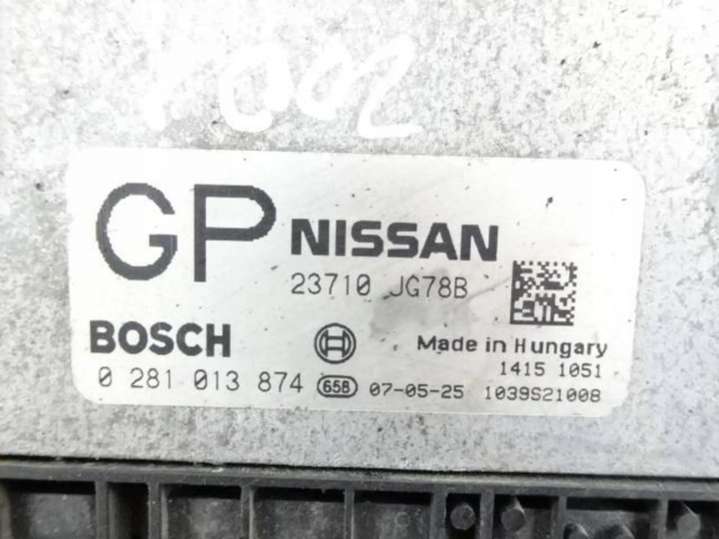 GP NISSAN
23710 JG78B
BOSCH
Made in Hungary
1415 1051
0 281 013 874 658 07-05-25 1039S21008